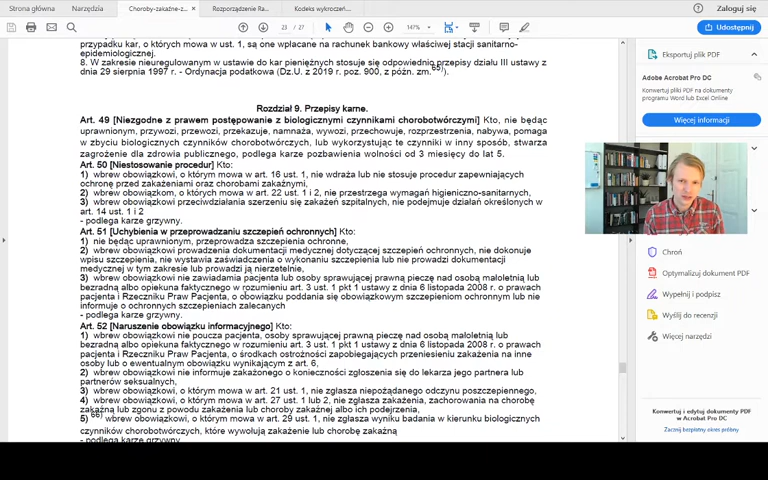 Strona główna
Narzędzia
Choroby-zakaźne-z...
Rozporządzenie Ra...
Kodeks wykroczeń...
Zaloguj się
23 / 27
147%
Udostępnij
przypadku kar, o których mowa w ust. 1, są one wpłacane na rachunek bankowy właściwej stacji sanitarno-
epidemiologicznej.
8. W zakresie nieuregulowanym w ustawie do kar pieniężnych stosuje się odpowiednio przepisy działu III ustawy z
dnia 29 sierpnia 1997 r. - Ordynacja podatkowa (Dz.U. z 2019 r. poz. 900, z późn. zm.65)).
Rozdział 9. Przepisy karne.
Art. 49 [Niezgodne z prawem postępowanie z biologicznymi czynnikami chorobotwórczymi] Kto, nie będąc
uprawnionym, przywozi, przewozi, przekazuje, namnaża, wywozi, przechowuje, rozprzestrzenia, nabywa, pomaga
w zbyciu biologicznych czynników chorobotwórczych, lub wykorzystując te czynniki w inny sposób, stwarza
zagrożenie dla zdrowia publicznego, podlega karze pozbawienia wolności od 3 miesięcy do lat 5.
Art. 50 [Niestosowanie procedur] Kto:
1) wbrew obowiązkowi, o którym mowa w art. 16 ust. 1, nie wdraża lub nie stosuje procedur zapewniających
ochronę przed zakażeniami oraz chorobami zakaźnymi,
2) wbrew obowiązkom, o których mowa w art. 22 ust. 1 i 2, nie przestrzega wymagań higieniczno-sanitarnych,
3) wbrew obowiązkowi przeciwdziałania szerzeniu się zakażeń szpitalnych, nie podejmuje działań określonych w
art. 14 ust. 1 i 2
- podlega karze grzywny.
Art. 51 [Uchybienia w przeprowadzaniu szczepień ochronnych] Kto:
1) nie będąc uprawnionym, przeprowadza szczepienia ochronne,
2) wbrew obowiązkowi prowadzenia dokumentacji medycznej dotyczącej szczepień ochronnych, nie dokonuje
wpisu szczepienia, nie wystawia zaświadczenia o wykonaniu szczepienia lub nie prowadzi dokumentacji
medycznej w tym zakresie lub prowadzi ją nierzetelnie,
3) wbrew obowiązkowi nie zawiadamia pacjenta lub osoby sprawującej prawną pieczę nad osobą małoletnią lub
bezradną albo opiekuna faktycznego w rozumieniu art. 3 ust. 1 pkt 1 ustawy z dnia 6 listopada 2008 r. o prawach
pacjenta i Rzeczniku Praw Pacjenta, o obowiązku poddania się obowiązkowym szczepieniom ochronnym lub nie
informuje o ochronnych szczepieniach zalecanych
- podlega karze grzywny.
Art. 52 [Naruszenie obowiązku informacyjnego] Kto:
1) wbrew obowiązkowi nie poucza pacjenta, osoby sprawującej prawną pieczę nad osobą małoletnią lub
bezradną albo opiekuna faktycznego w rozumieniu art. 3 ust. 1 pkt 1 ustawy z dnia 6 listopada 2008 r. o prawach
pacjenta i Rzeczniku Praw Pacjenta, o środkach ostrożności zapobiegających przeniesieniu zakażenia na inne
osoby lub o ewentualnym obowiązku wynikającym z art. 6,
2) wbrew obowiązkowi nie informuje zakażonego o konieczności zgłoszenia się do lekarza jego partnera lub
partnerów seksualnych,
3) wbrew obowiązkowi, o którym mowa w art. 21 ust. 1, nie zgłasza niepożądanego odczynu poszczepiennego,
4) wbrew obowiązkowi, o którym mowa w art. 27 ust. 1 lub 2, nie zgłasza zakażenia, zachorowania na chorobę
zakaźną lub zgonu z powodu zakażenia lub choroby zakaźnej albo ich podejrzenia,
5) 66) wbrew obowiązkowi, o którym mowa w art. 29 ust. 1, nie zgłasza wyniku badania w kierunku biologicznych
czynników chorobotwórczych, które wywołują zakażenie lub chorobę zakaźną
- podlega karze grzywny
Eksportuj plik PDF
Adobe Acrobat Pro DC
Konwertuj pliki PDF na dokumenty
programu Word lub Excel Online
Więcej informacji
Chroń
Optymalizuj dokument PDF
Wypełnij i podpisz
Wyślij do recenzji
Więcej narzędzi
Konwertuj i edytuj dokumenty PDF
w Acrobat Pro DC
Zacznij bezpłatny okres próbny